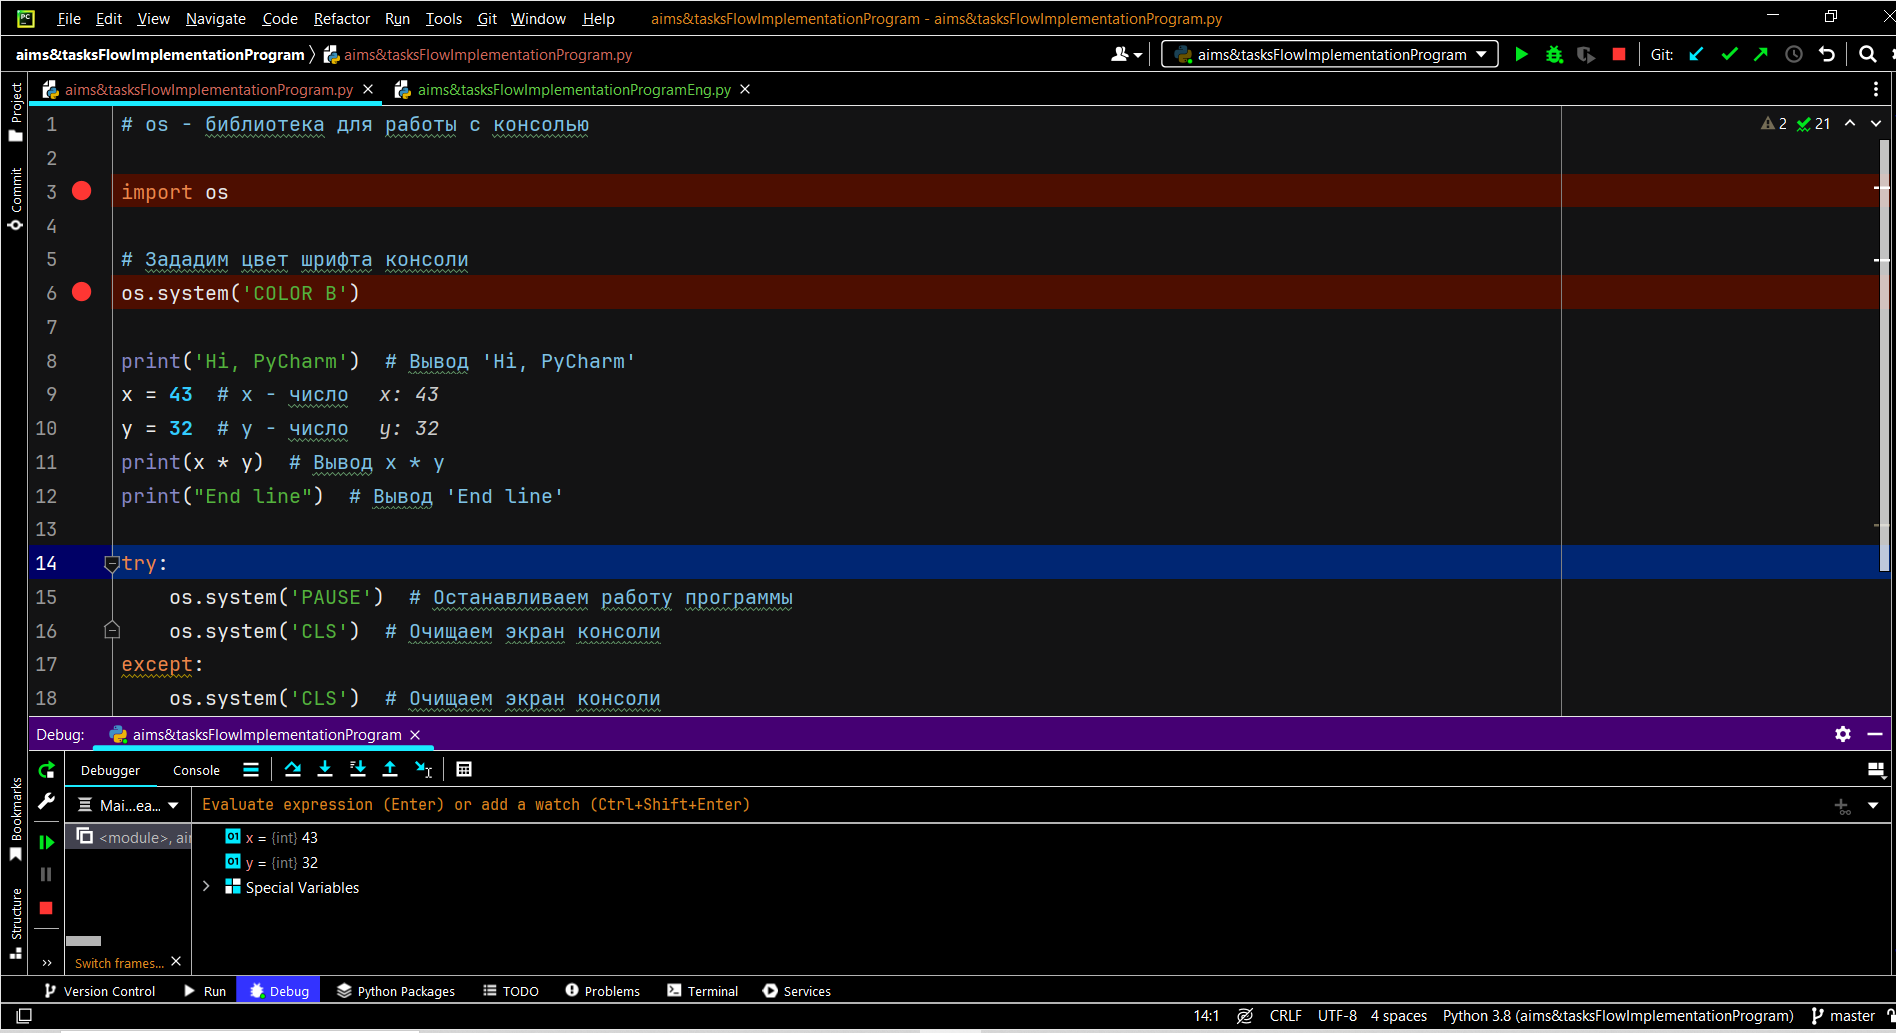 File Edit View Navigate Code Refactor Run Tools Git Window Help aims&tasksFlowImplementationProgram - aims&tasksFlowImplementationProgram.py
aims&tasksFlowImplementationProgram aims&tasksFlowImplementationProgram.py aims&tasksFlowImplementationProgram Git:
aims&tasksFlowImplementationProgram.py aims&tasksFlowImplementationProgramEng.py
Project
Commit
Bookmarks
Structure
2 21
1 # os - библиотека для работы с консолью
2
3 import os
4
5 # Зададим цвет шрифта консоли
6 os.system('COLOR B')
7
8 print('Hi, PyCharm') # Вывод 'Hi, PyCharm'
9 x = 43 # x - число x: 43
10 y = 32 # y - число y: 32
11 print(x * y) # Вывод x * y
12 print("End line") # Вывод 'End line'
13
14 try:
15 os.system('PAUSE') # Останавливаем работу программы
16 os.system('CLS') # Очищаем экран консоли
17 except:
18 os.system('CLS') # Очищаем экран консоли
Debug: aims&tasksFlowImplementationProgram
Debugger Console
Mai...ea... Evaluate expression (Enter) or add a watch (Ctrl+Shift+Enter)
<module>, ai
01 x = {int} 43
01 y = {int} 32
Special Variables
Switch frames...
Version Control Run Debug Python Packages TODO Problems Terminal Services
14:1 CRLF UTF-8 4 spaces Python 3.8 (aims&tasksFlowImplementationProgram) master